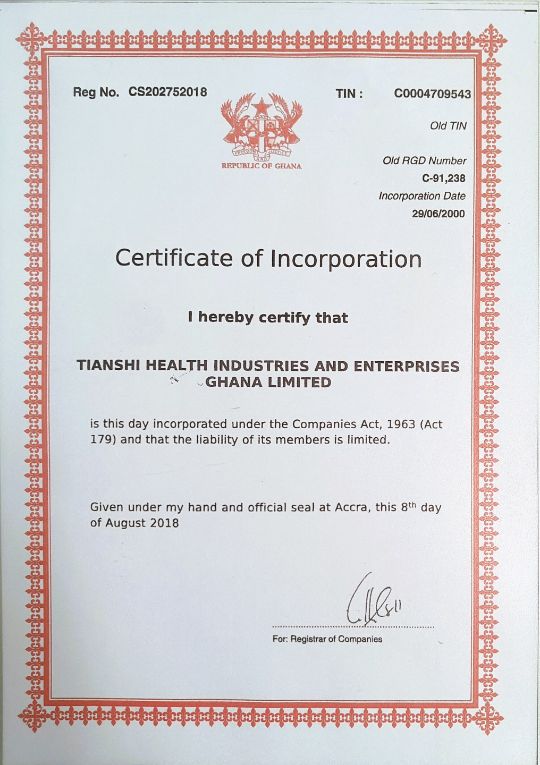 Reg No. CS202752018
TIN : C0004709543
Old TIN
REPUBLIC OF GHANA
Old RGD Number
C-91,238
Incorporation Date
29/06/2000
Certificate of Incorporation
I hereby certify that
TIANSHI HEALTH INDUSTRIES AND ENTERPRISES
GHANA LIMITED
is this day incorporated under the Companies Act, 1963 (Act
179) and that the liability of its members is limited.
Given under my hand and official seal at Accra, this 8th day
of August 2018
For: Registrar of Companies